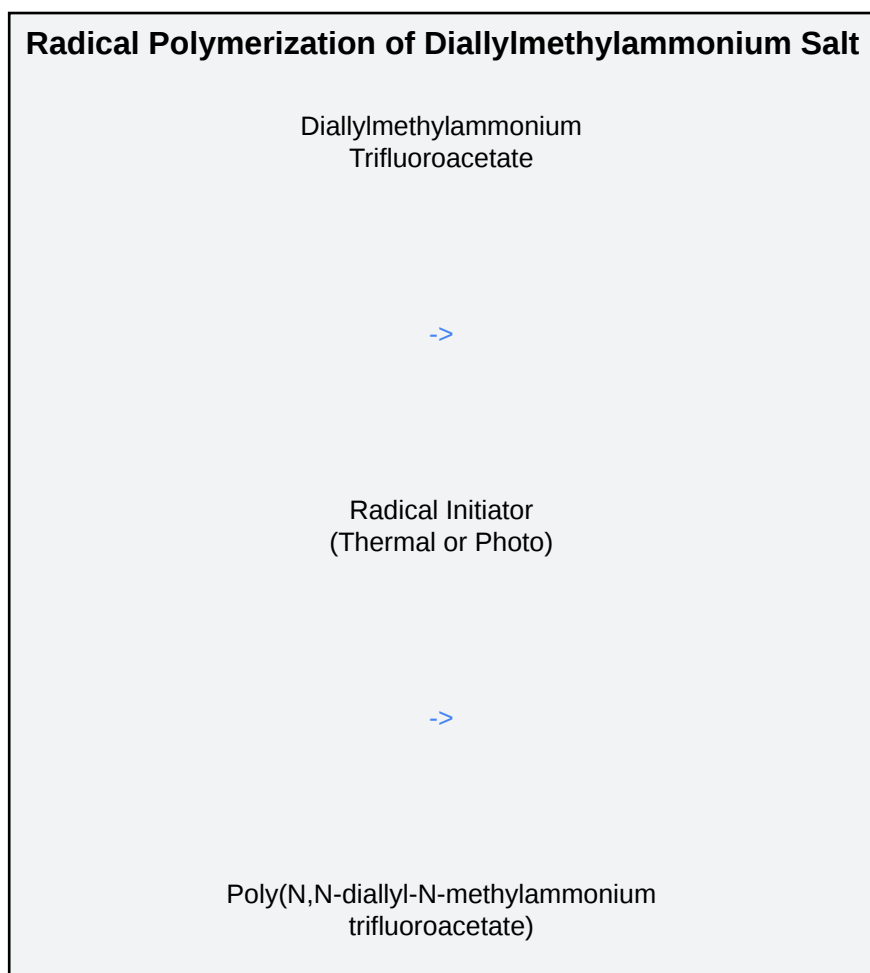 Radical Polymerization of Diallylmethylammonium Salt
Diallylmethylammonium
Trifluoroacetate
->
Radical Initiator
(Thermal or Photo)
->
Poly(N,N-diallyl-N-methylammonium
trifluoroacetate)